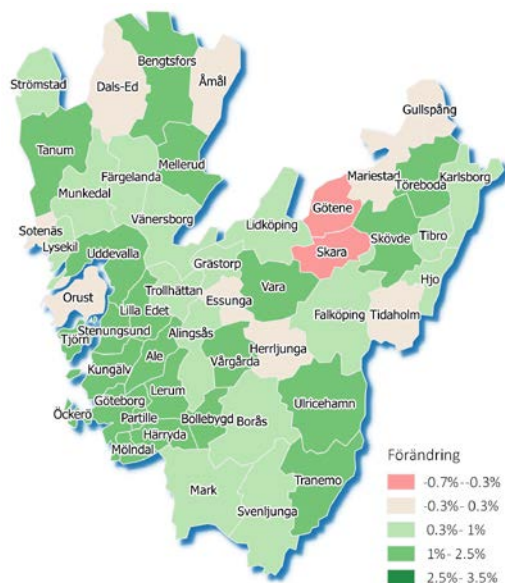 Bengtsfors
Strömstad
Dals-Ed
Åmål
Gullspång
Tanum
Mellerud
Färgelanda
Mariestad
Karlsborg
Töreboda
Munkedal
Götene
Vänersborg
Sotenäs
Lidköping
Skövde
Tibro
Lysekil
Skara
Uddevalla
Grästorp
Hjo
Vara
Trollhättan
Essunga
Orust
Lilla Edet
Falköping
Tidaholm
Stenungsund
Alingsås
Tjörn
Herrljunga
Ale
Vårgårda
Kungälv
Lerum
Ulricehamn
Göteborg
Öckerö
Partille
Bollebygd
Borås
Härryda
Mölndal
Förändring
Tranemo
Mark
Svenljunga
-0.7%--0.3%
-0.3%- 0.3%
0.3%- 1%
1%- 2.5%
2.5%- 3.5%